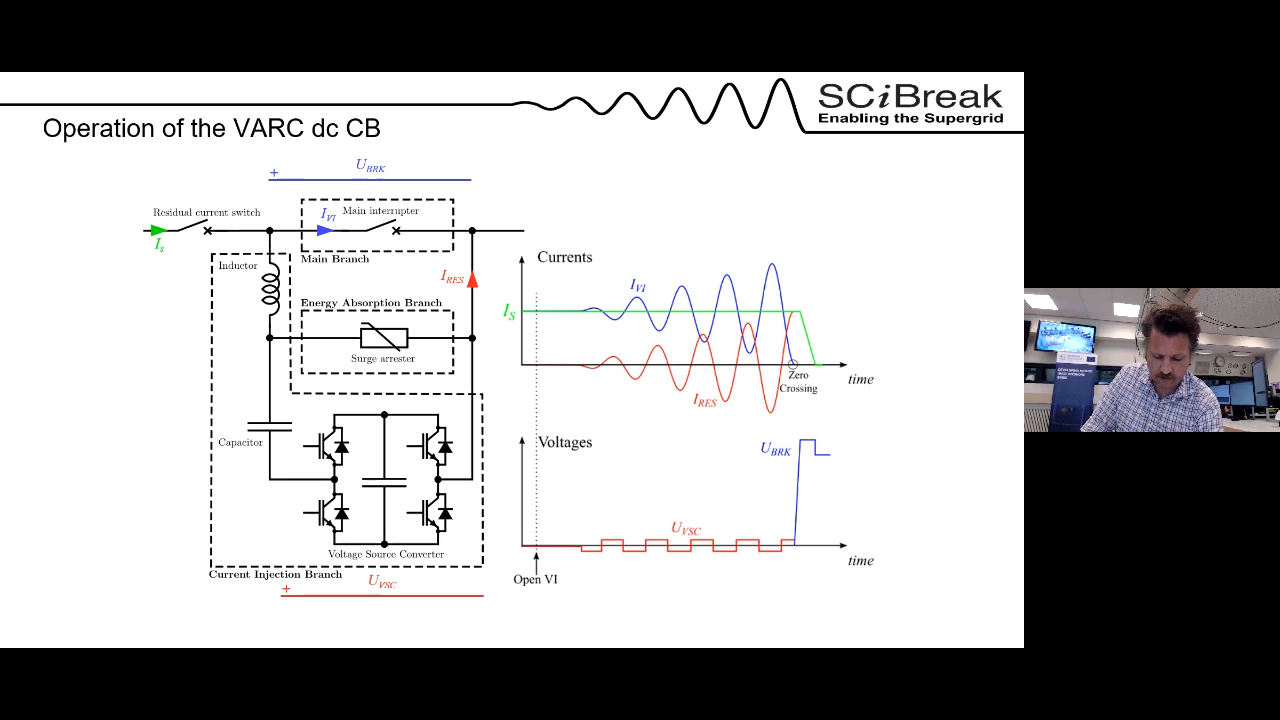 SCiBreak
Enabling the Supergrid
Operation of the VARC dc CB
+
U_BRK
Residual current switch
I_VI
Main interrupter
I_s
Main Branch
Inductor
I_RES
Energy Absorption Branch
Surge arrester
Capacitor
Voltage Source Converter
Current Injection Branch
+
U_VSC
Currents
I_VI
I_S
Zero
Crossing
time
I_RES
Voltages
U_BRK
U_VSC
time
Open VI